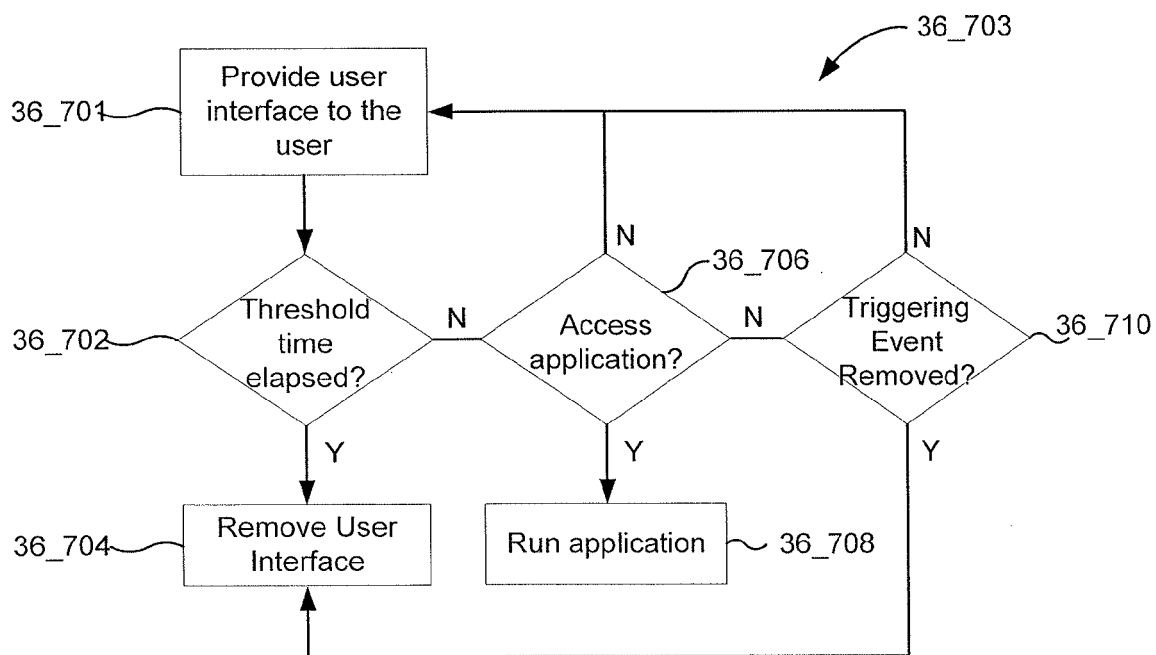 36_703
Provide user
interface to the
user
36_701
N
N
36_706
Threshold
time
elapsed?
36_702
N
Access
application?
N
Triggering
Event
Removed?
36_710
Y
Y
Y
Remove User
Interface
36_704
Run application
36_708